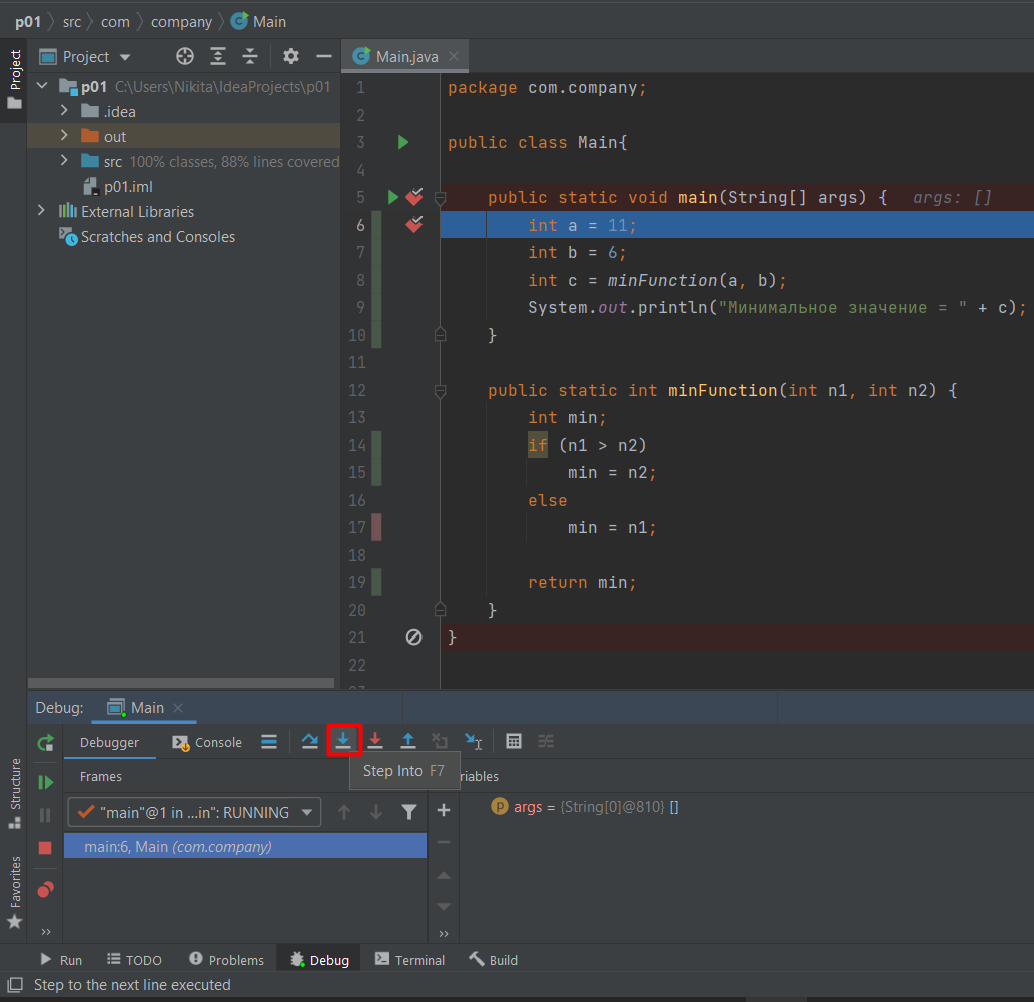 p01 src com company Main
Project
Project
Main.java
p01 C:\Users\Nikita\IdeaProjects\p01
.idea
out
src 100% classes, 88% lines covered
p01.iml
External Libraries
Scratches and Consoles
1 package com.company;
2
3 public class Main{
4
5 public static void main(String[] args) { args: []
6 int a = 11;
7 int b = 6;
8 int c = minFunction(a, b);
9 System.out.println("Минимальное значение = " + c);
10 }
11
12 public static int minFunction(int n1, int n2) {
13 int min;
14 if (n1 > n2)
15 min = n2;
16 else
17 min = n1;
18
19 return min;
20 }
21 }
22
Debug: Main
Debugger Console
Step Into F7
Frames
riables
"main"@1 in ...in": RUNNING
args = {String[0]@810} []
main:6, Main (com.company)
Structure
Favorites
Run TODO Problems Debug Terminal Build
Step to the next line executed